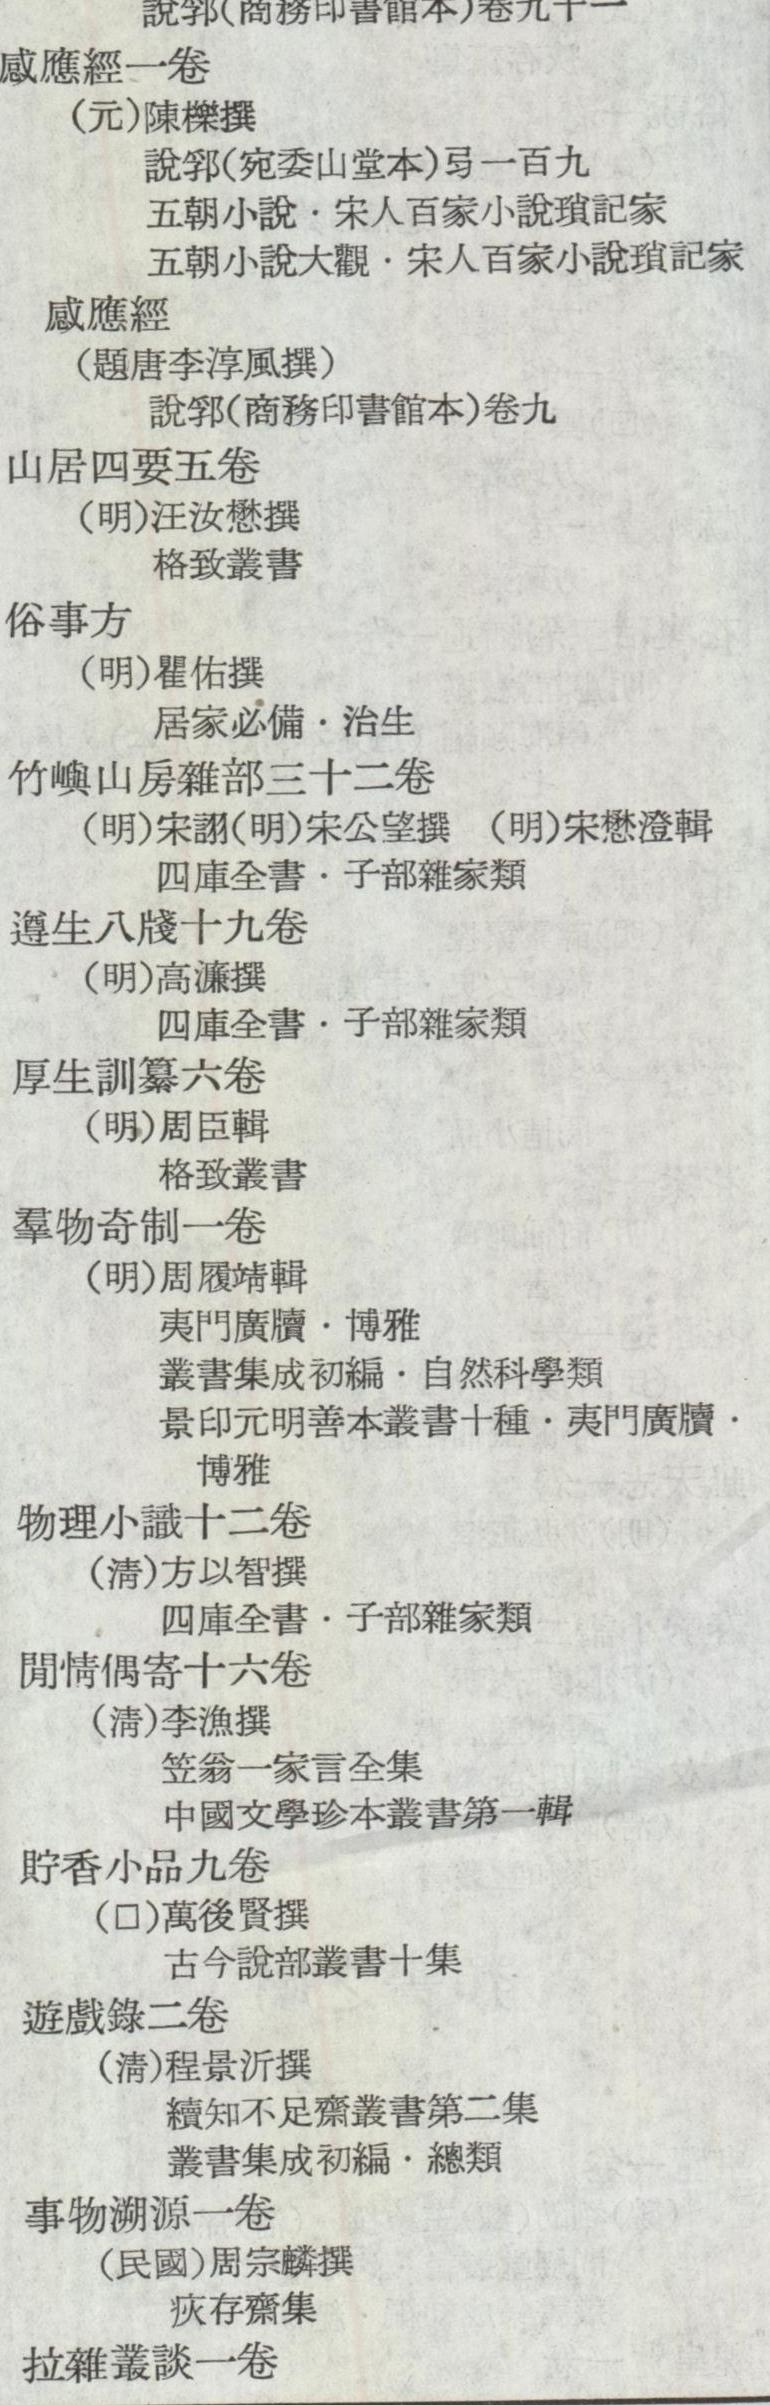 說郛(商務印書館本)卷九十一
感應經一卷
(元)陳櫟撰
說郛(宛委山堂本)弓一百九
五朝小說·宋人百家小說瑣記家
五朝小說大觀·宋人百家小說瑣記家
感應經
(題唐李淳風撰)
說郛(商務印書館本)卷九
山居四要五卷
(明)汪汝懋撰
格致叢書
俗事方
(明)瞿佑撰
居家必備·治生
竹嶼山房雜部三十二卷
(明)宋詡(明)宋公望撰 (明)宋懋澄輯
四庫全書·子部雜家類
遵生八牋十九卷
(明)高濂撰
四庫全書·子部雜家類
厚生訓纂六卷
(明)周臣輯
格致叢書
羣物奇制一卷
(明)周履靖輯
夷門廣牘·博雅
叢書集成初編·自然科學類
景印元明善本叢書十種·夷門廣牘·
博雅
物理小識十二卷
(清)方以智撰
四庫全書·子部雜家類
閒情偶寄十六卷
(清)李漁撰
笠翁一家言全集
中國文學珍本叢書第一輯
貯香小品九卷
(□)萬後賢撰
古今說部叢書十集
遊戲錄二卷
(清)程景沂撰
續知不足齋叢書第二集
叢書集成初編·總類
事物溯源一卷
(民國)周宗麟撰
疢存齋集
拉雜叢談一卷